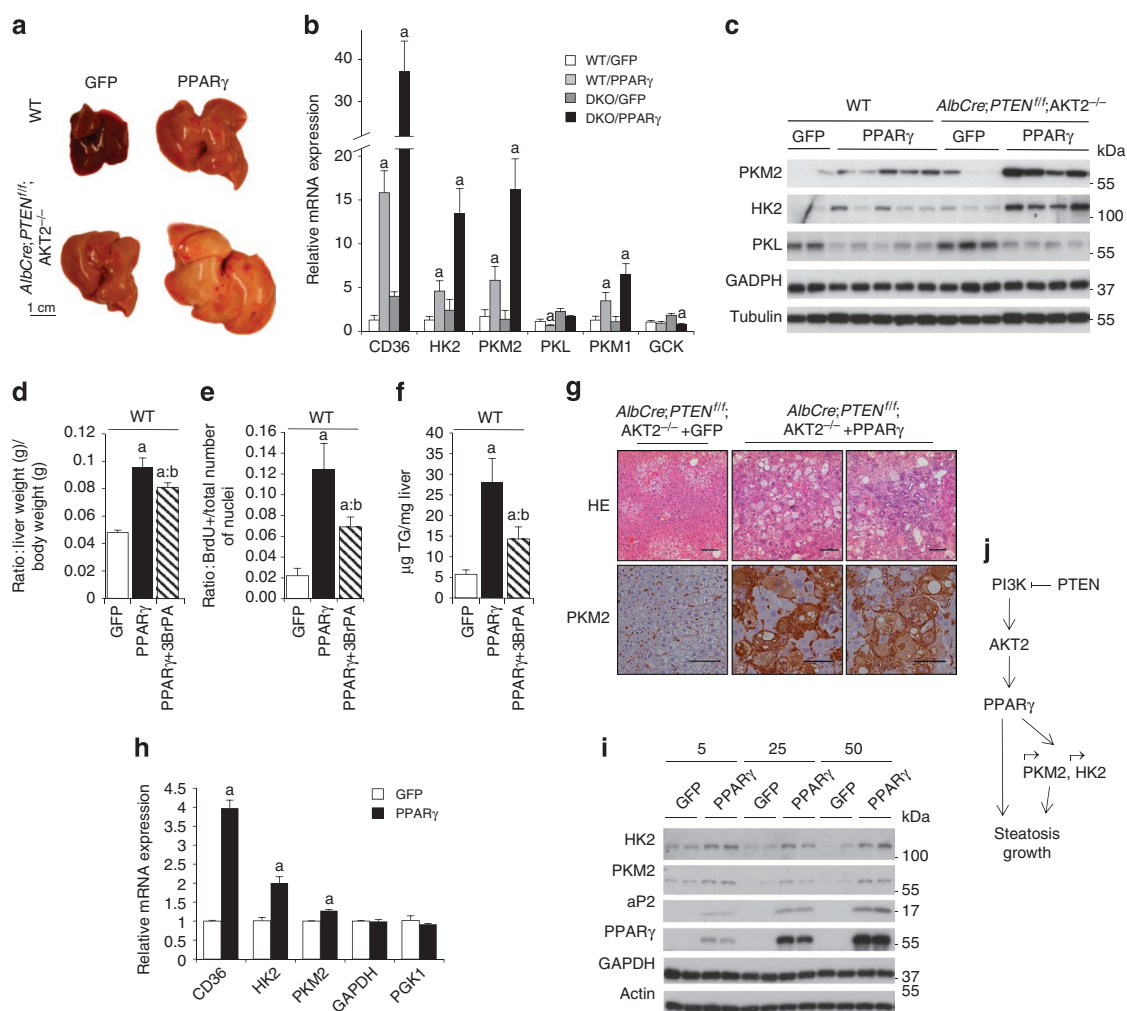 a
GFP
PPARγ
WT
AlbCre;PTENf/f;
AKT2–/–
1 cm
b
Relative mRNA expression
40
30
20
15
10
5
0
a
a
a
a
a
a
a
a
a
a
CD36
HK2
PKM2
PKL
PKM1
GCK
WT/GFP
WT/PPARγ
DKO/GFP
DKO/PPARγ
c
WT
AlbCre;PTENf/f;AKT2–/–
GFP
PPARγ
GFP
PPARγ
kDa
PKM2
55
HK2
100
PKL
55
GADPH
37
Tubulin
55
d
WT
Ratio: liver weight (g)/
body weight (g)
0.12
0.1
0.08
0.06
0.04
0.02
0
a
a:b
GFP
PPARγ
PPARγ+3BrPA
e
WT
Ratio: BrdU+/total number
of nuclei
0.16
0.14
0.12
0.10
0.08
0.06
0.04
0.02
0.00
a
a:b
GFP
PPARγ
PPARγ+3BrPA
f
WT
µg TG/mg liver
40
35
30
25
20
15
10
5
0
a
a:b
GFP
PPARγ
PPARγ+3BrPA
g
AlbCre;PTENf/f;
AKT2–/– +GFP
AlbCre;PTENf/f;
AKT2–/– +PPARγ
HE
PKM2
h
Relative mRNA expression
4.5
4
3.5
3
2.5
2
1.5
1
0.5
a
a
a
GFP
PPARγ
CD36
HK2
PKM2
GAPDH
PGK1
i
5
25
50
GFP
PPARγ
GFP
PPARγ
GFP
PPARγ
kDa
HK2
100
PKM2
55
aP2
17
PPARγ
55
GAPDH
37
55
Actin
j
PI3K
PTEN
AKT2
PPARγ
PKM2, HK2
Steatosis
growth